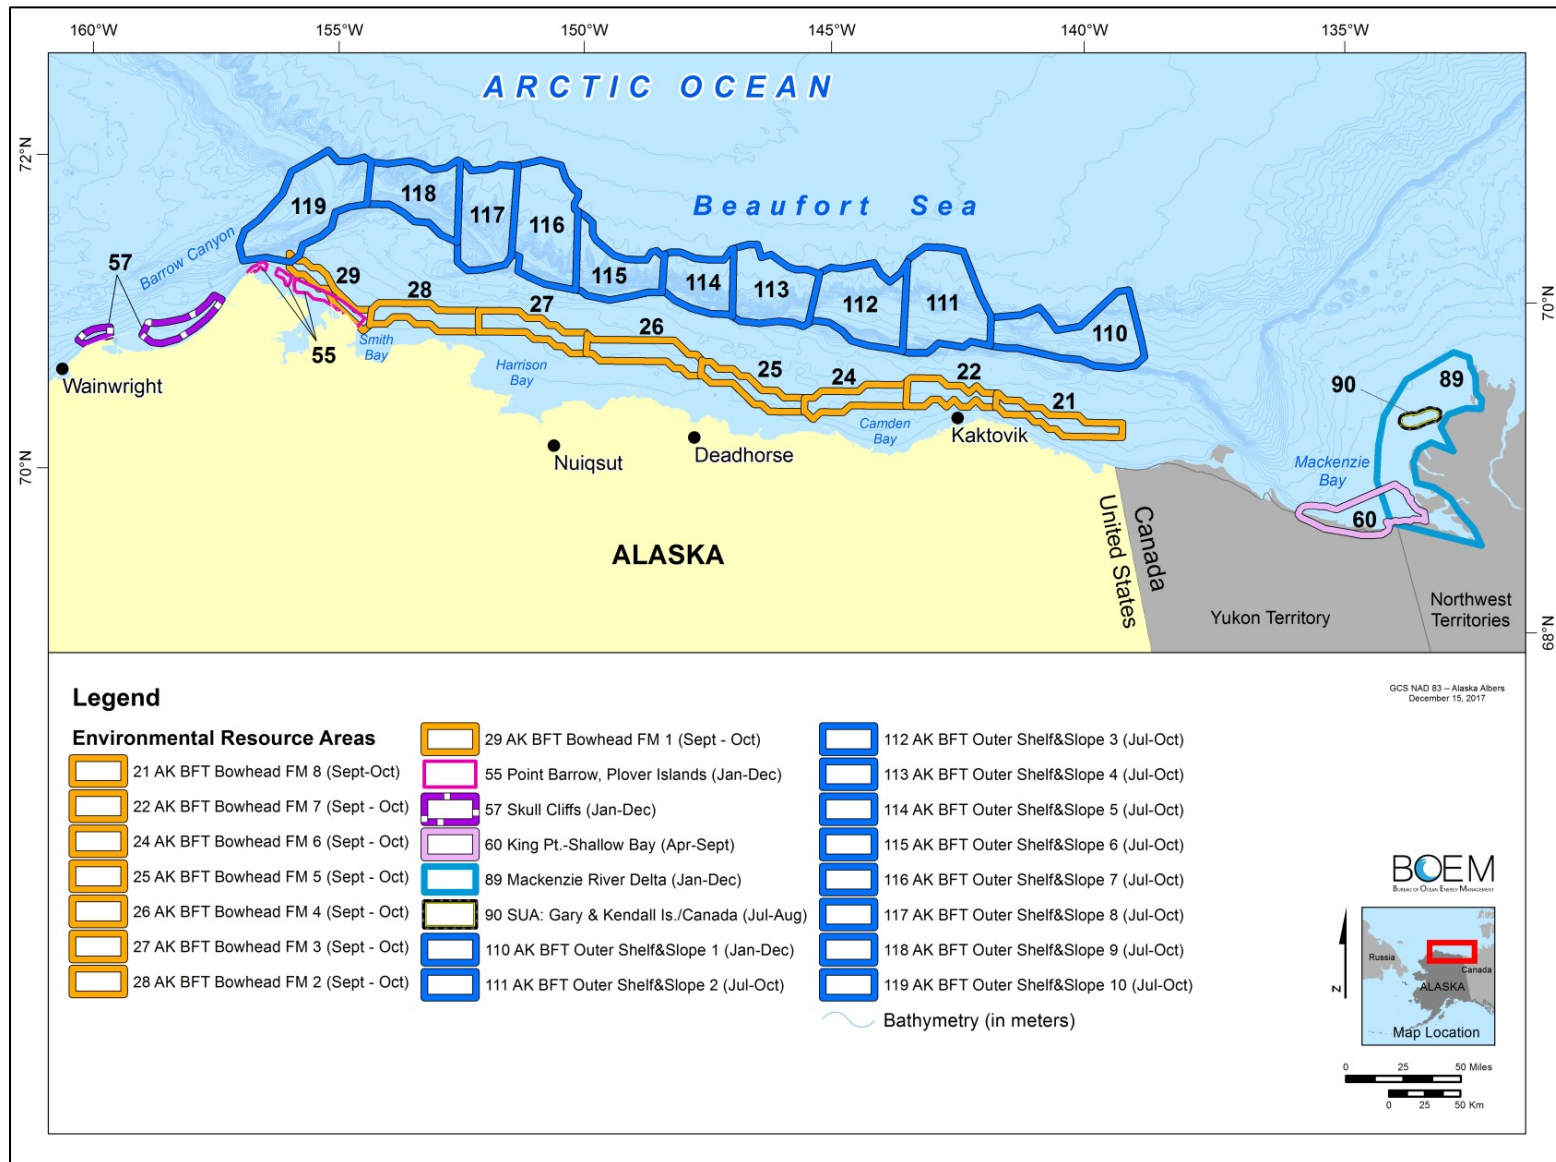 160°W
155°W
150°W
145°W
140°W
135°W
72°N
70°N
70°N
68°N
ARCTIC OCEAN
Beaufort Sea
Barrow Canyon
119
118
117
116
115
114
113
112
111
110
57
29
28
27
26
25
24
22
21
55
90
89
60
Smith
Bay
Harrison
Bay
Camden
Bay
Mackenzie
Bay
Wainwright
Nuiqsut
Deadhorse
Kaktovik
ALASKA
United States
Canada
Yukon Territory
Northwest
Territories
Legend
GCS NAD 83 -- Alaska Albers
December 15, 2017
Environmental Resource Areas
21 AK BFT Bowhead FM 8 (Sept-Oct)
22 AK BFT Bowhead FM 7 (Sept - Oct)
24 AK BFT Bowhead FM 6 (Sept - Oct)
25 AK BFT Bowhead FM 5 (Sept - Oct)
26 AK BFT Bowhead FM 4 (Sept - Oct)
27 AK BFT Bowhead FM 3 (Sept - Oct)
28 AK BFT Bowhead FM 2 (Sept - Oct)
29 AK BFT Bowhead FM 1 (Sept - Oct)
55 Point Barrow, Plover Islands (Jan-Dec)
57 Skull Cliffs (Jan-Dec)
60 King Pt.-Shallow Bay (Apr-Sept)
89 Mackenzie River Delta (Jan-Dec)
90 SUA: Gary & Kendall Is./Canada (Jul-Aug)
110 AK BFT Outer Shelf&Slope 1 (Jan-Dec)
111 AK BFT Outer Shelf&Slope 2 (Jul-Oct)
112 AK BFT Outer Shelf&Slope 3 (Jul-Oct)
113 AK BFT Outer Shelf&Slope 4 (Jul-Oct)
114 AK BFT Outer Shelf&Slope 5 (Jul-Oct)
115 AK BFT Outer Shelf&Slope 6 (Jul-Oct)
116 AK BFT Outer Shelf&Slope 7 (Jul-Oct)
117 AK BFT Outer Shelf&Slope 8 (Jul-Oct)
118 AK BFT Outer Shelf&Slope 9 (Jul-Oct)
119 AK BFT Outer Shelf&Slope 10 (Jul-Oct)
Bathymetry (in meters)
BOEM
BUREAU OF OCEAN ENERGY MANAGEMENT
N
Russia
Canada
ALASKA
Map Location
0 25 50 Miles
0 25 50 Km